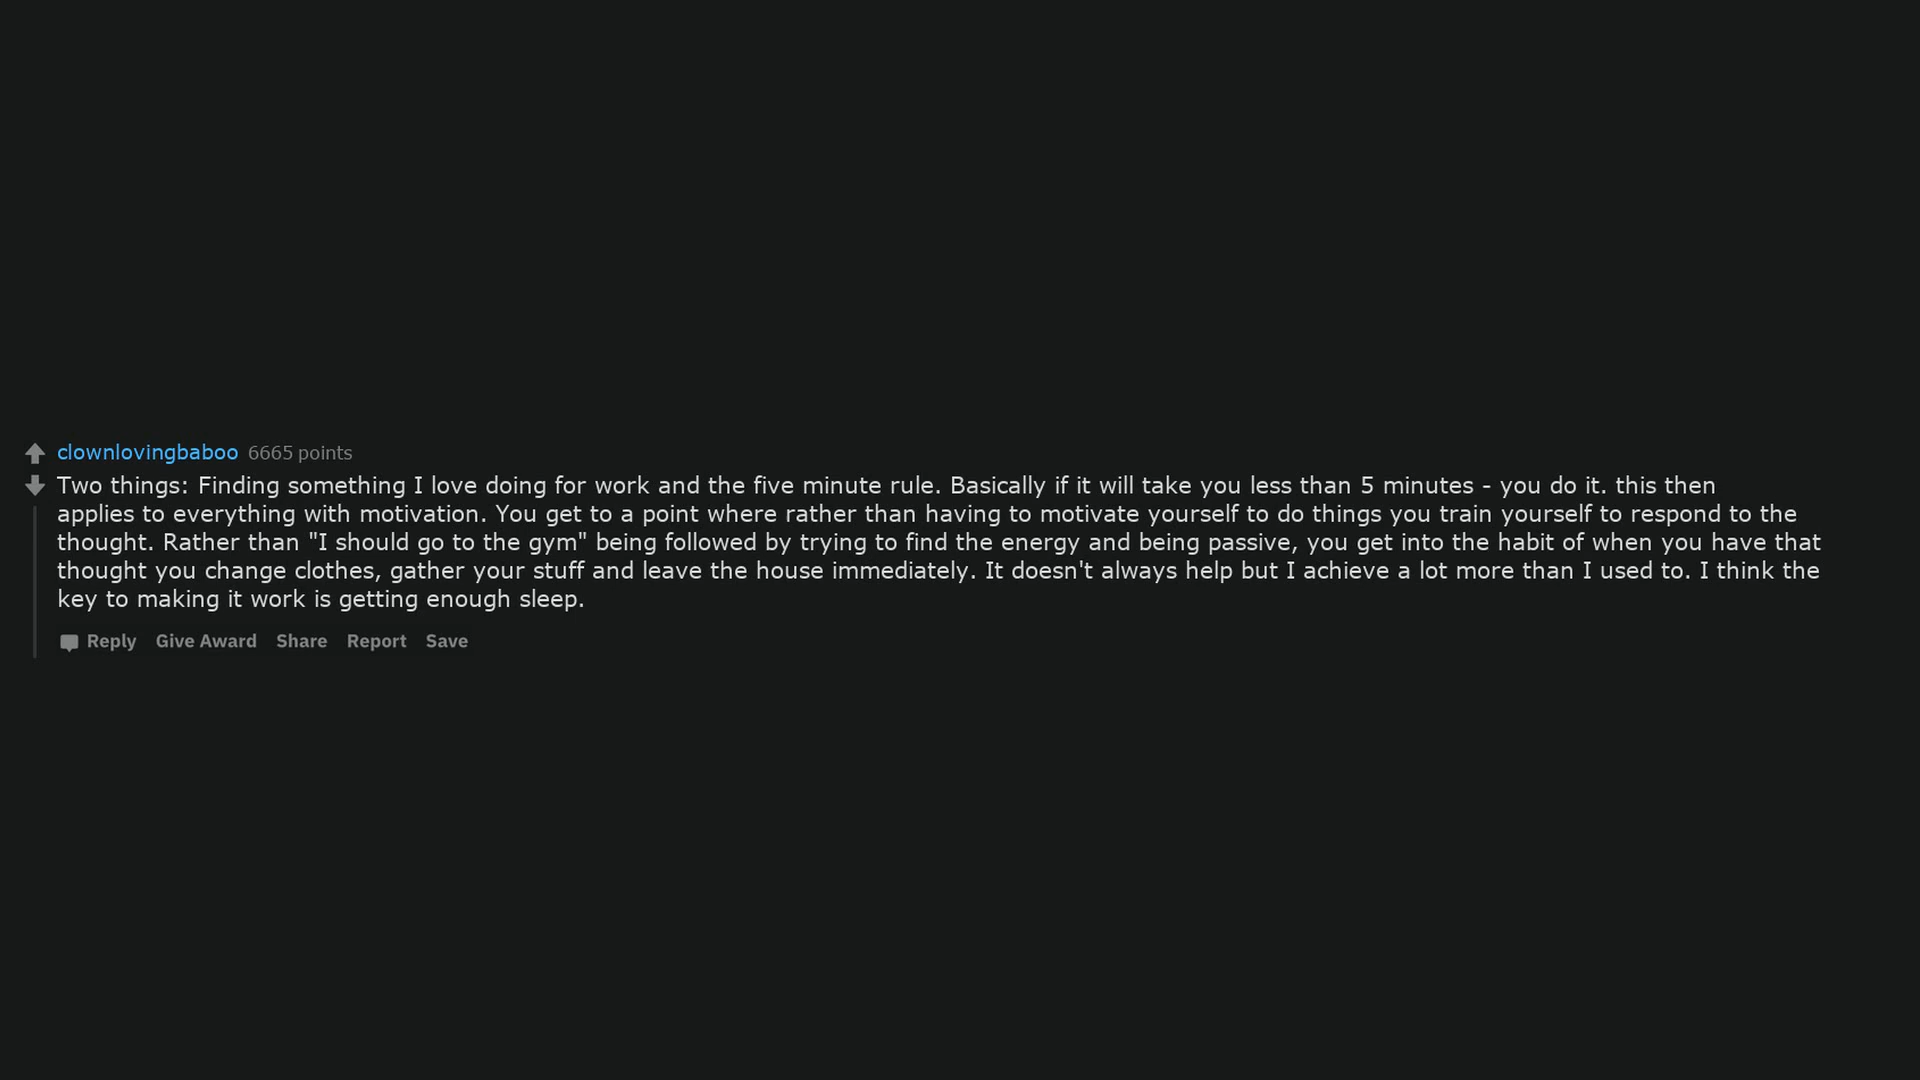 clownlovingbaboo 6665 points
Two things: Finding something I love doing for work and the five minute rule. Basically if it will take you less than 5 minutes - you do it. this then
applies to everything with motivation. You get to a point where rather than having to motivate yourself to do things you train yourself to respond to the
thought. Rather than "I should go to the gym" being followed by trying to find the energy and being passive, you get into the habit of when you have that
thought you change clothes, gather your stuff and leave the house immediately. It doesn't always help but I achieve a lot more than I used to. I think the
key to making it work is getting enough sleep.
Reply Give Award Share Report Save